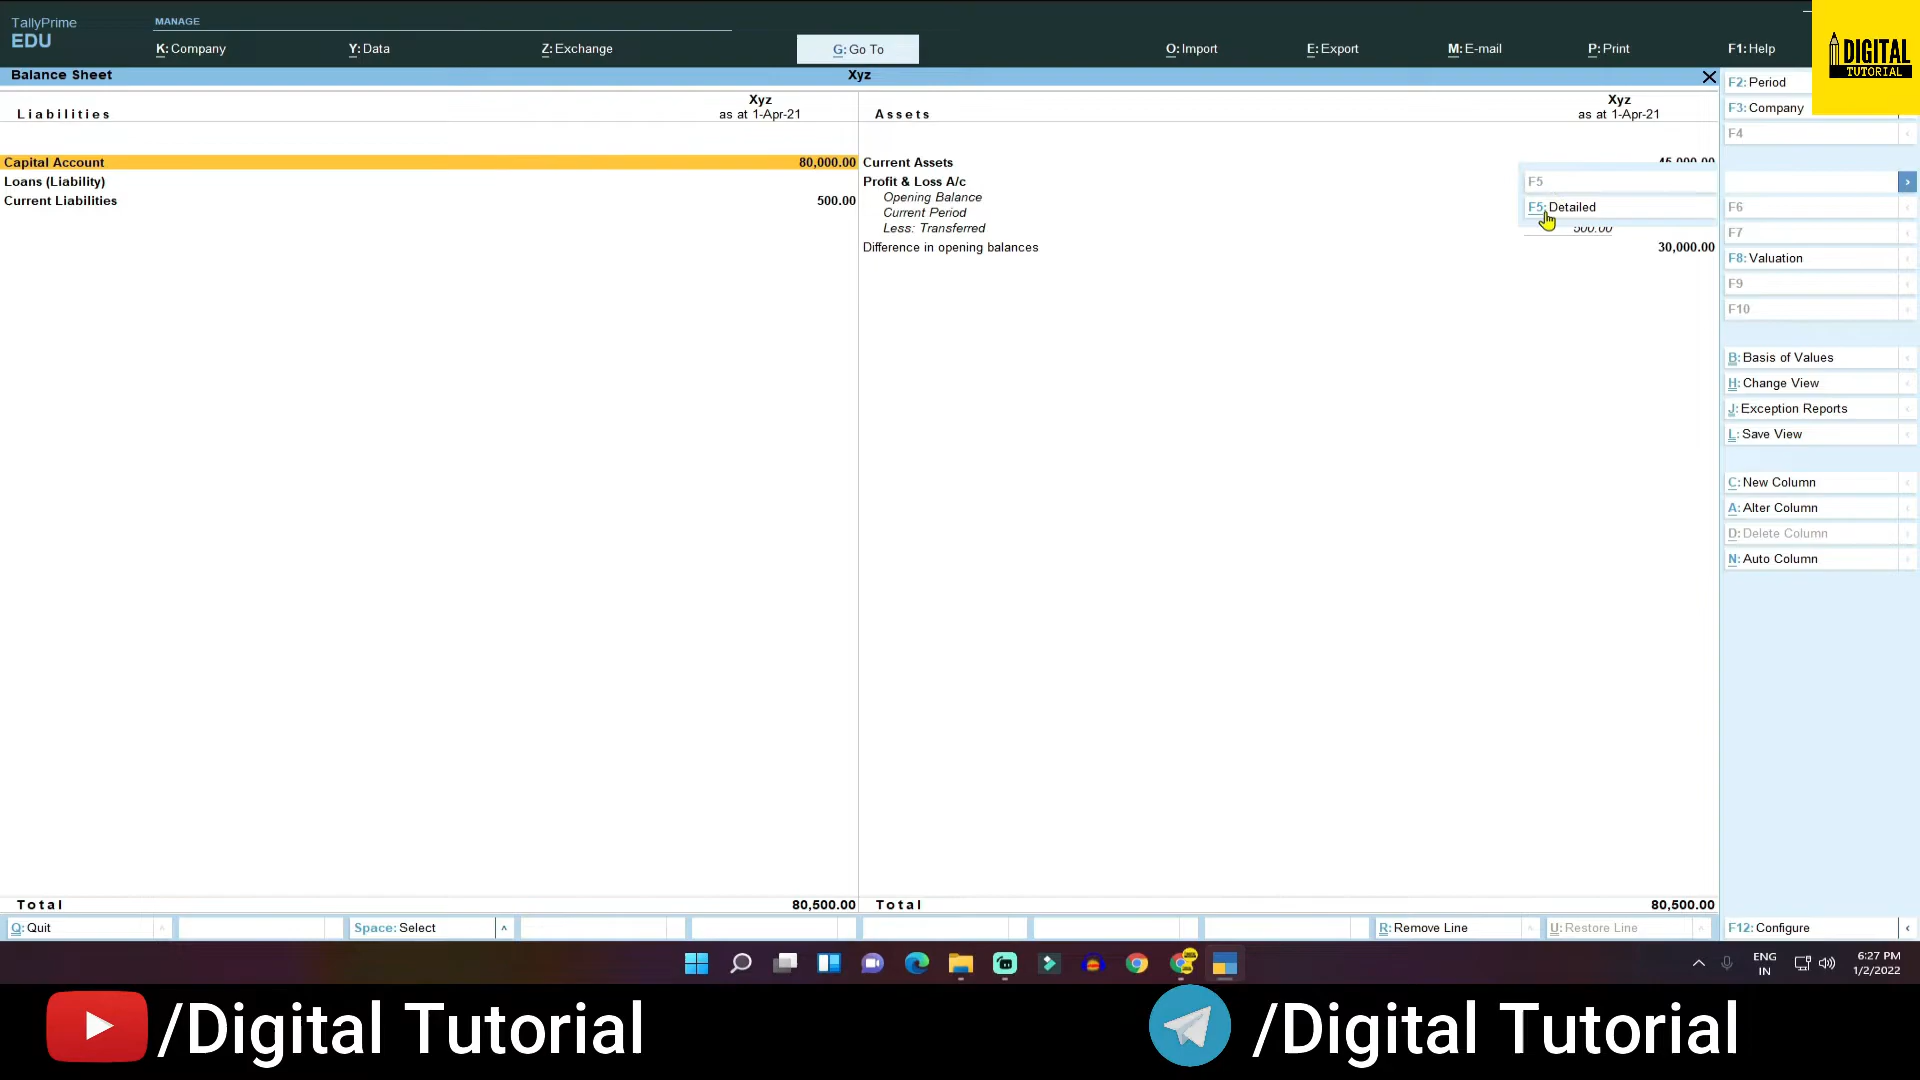 TallyPrime
EDU
MANAGE
K: Company
Y: Data
Z: Exchange
G: Go To
O: Import
E: Export
M: E-mail
P: Print
F1: Help
DIGITAL
TUTORIAL
Balance Sheet
Xyz
Liabilities
Xyz
as at 1-Apr-21
Assets
Xyz
as at 1-Apr-21
Capital Account 80,000.00
Loans (Liability)
Current Liabilities 500.00
Current Assets 45,000.00
Profit & Loss A/c
Opening Balance
Current Period
Less: Transferred 500.00
Difference in opening balances 30,000.00
F5
F5: Detailed
F2: Period
F3: Company
F4
F6
F7
F8: Valuation
F9
F10
B: Basis of Values
H: Change View
J: Exception Reports
L: Save View
C: New Column
A: Alter Column
D: Delete Column
N: Auto Column
Total 80,500.00
Total 80,500.00
Q: Quit
Space: Select
R: Remove Line
U: Restore Line
F12: Configure
ENG
IN
6:27 PM
1/2/2022
/Digital Tutorial
/Digital Tutorial